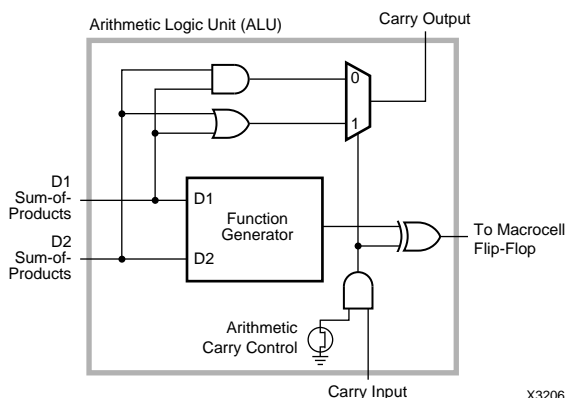 Arithmetic Logic Unit (ALU)
Carry Output
0
1
D1
Sum-of-
Products
D2
Sum-of-
Products
D1
D2
Function
Generator
To Macrocell
Flip-Flop
Arithmetic
Carry Control
Carry Input
X3206